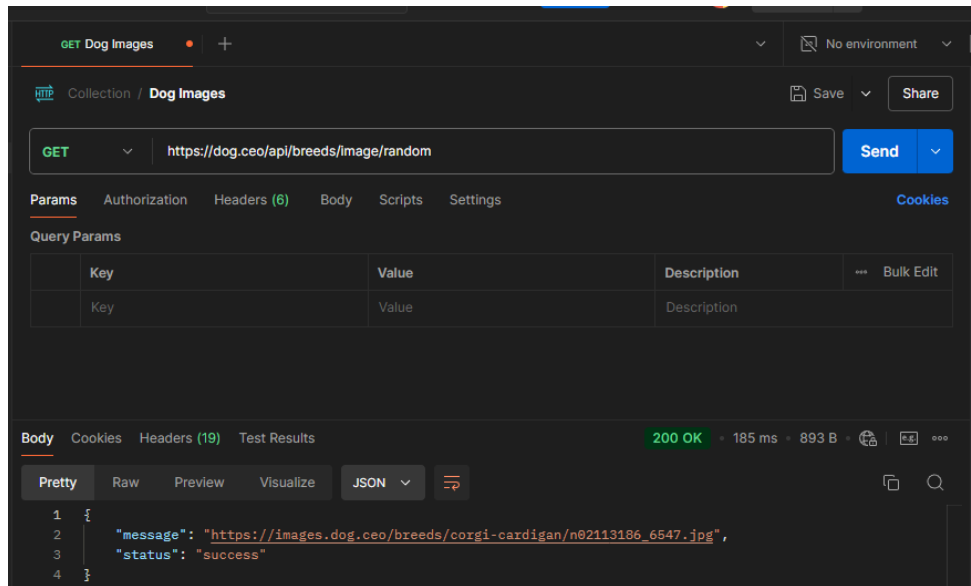 GET Dog Images
No environment
HTTP Collection / Dog Images Save Share
GET https://dog.ceo/api/breeds/image/random Send
Params Authorization Headers (6) Body Scripts Settings Cookies
Query Params
Key Value Description Bulk Edit
Key Value Description
Body Cookies Headers (19) Test Results 200 OK 185 ms 893 B e.g.
Pretty Raw Preview Visualize JSON
1 {
2 "message": "https://images.dog.ceo/breeds/corgi-cardigan/n02113186_6547.jpg",
3 "status": "success"
4 }